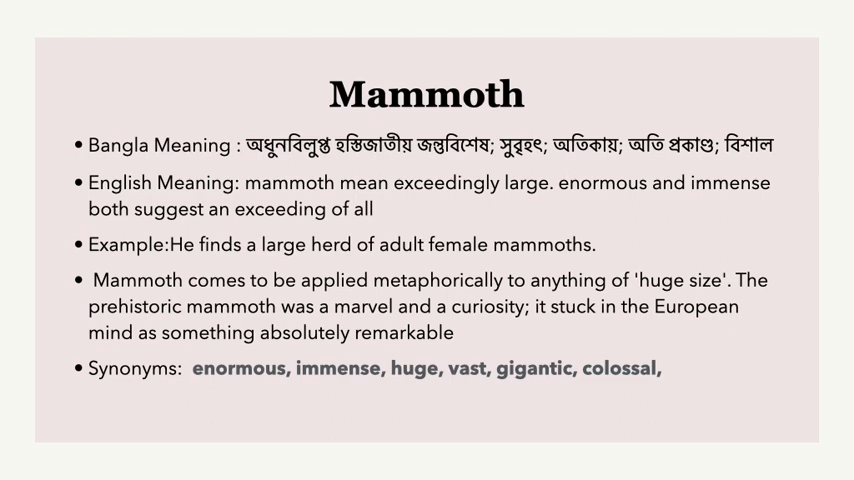 Mammoth
• Bangla Meaning : অধুনবিলুপ্ত হস্তিজাতীয় জন্তুবিশেষ; সুবৃহৎ; অতিকায়; অতি প্রকাণ্ড; বিশাল
• English Meaning: mammoth mean exceedingly large. enormous and immense
both suggest an exceeding of all
• Example:He finds a large herd of adult female mammoths.
• Mammoth comes to be applied metaphorically to anything of 'huge size'. The
prehistoric mammoth was a marvel and a curiosity; it stuck in the European
mind as something absolutely remarkable
• Synonyms: enormous, immense, huge, vast, gigantic, colossal,